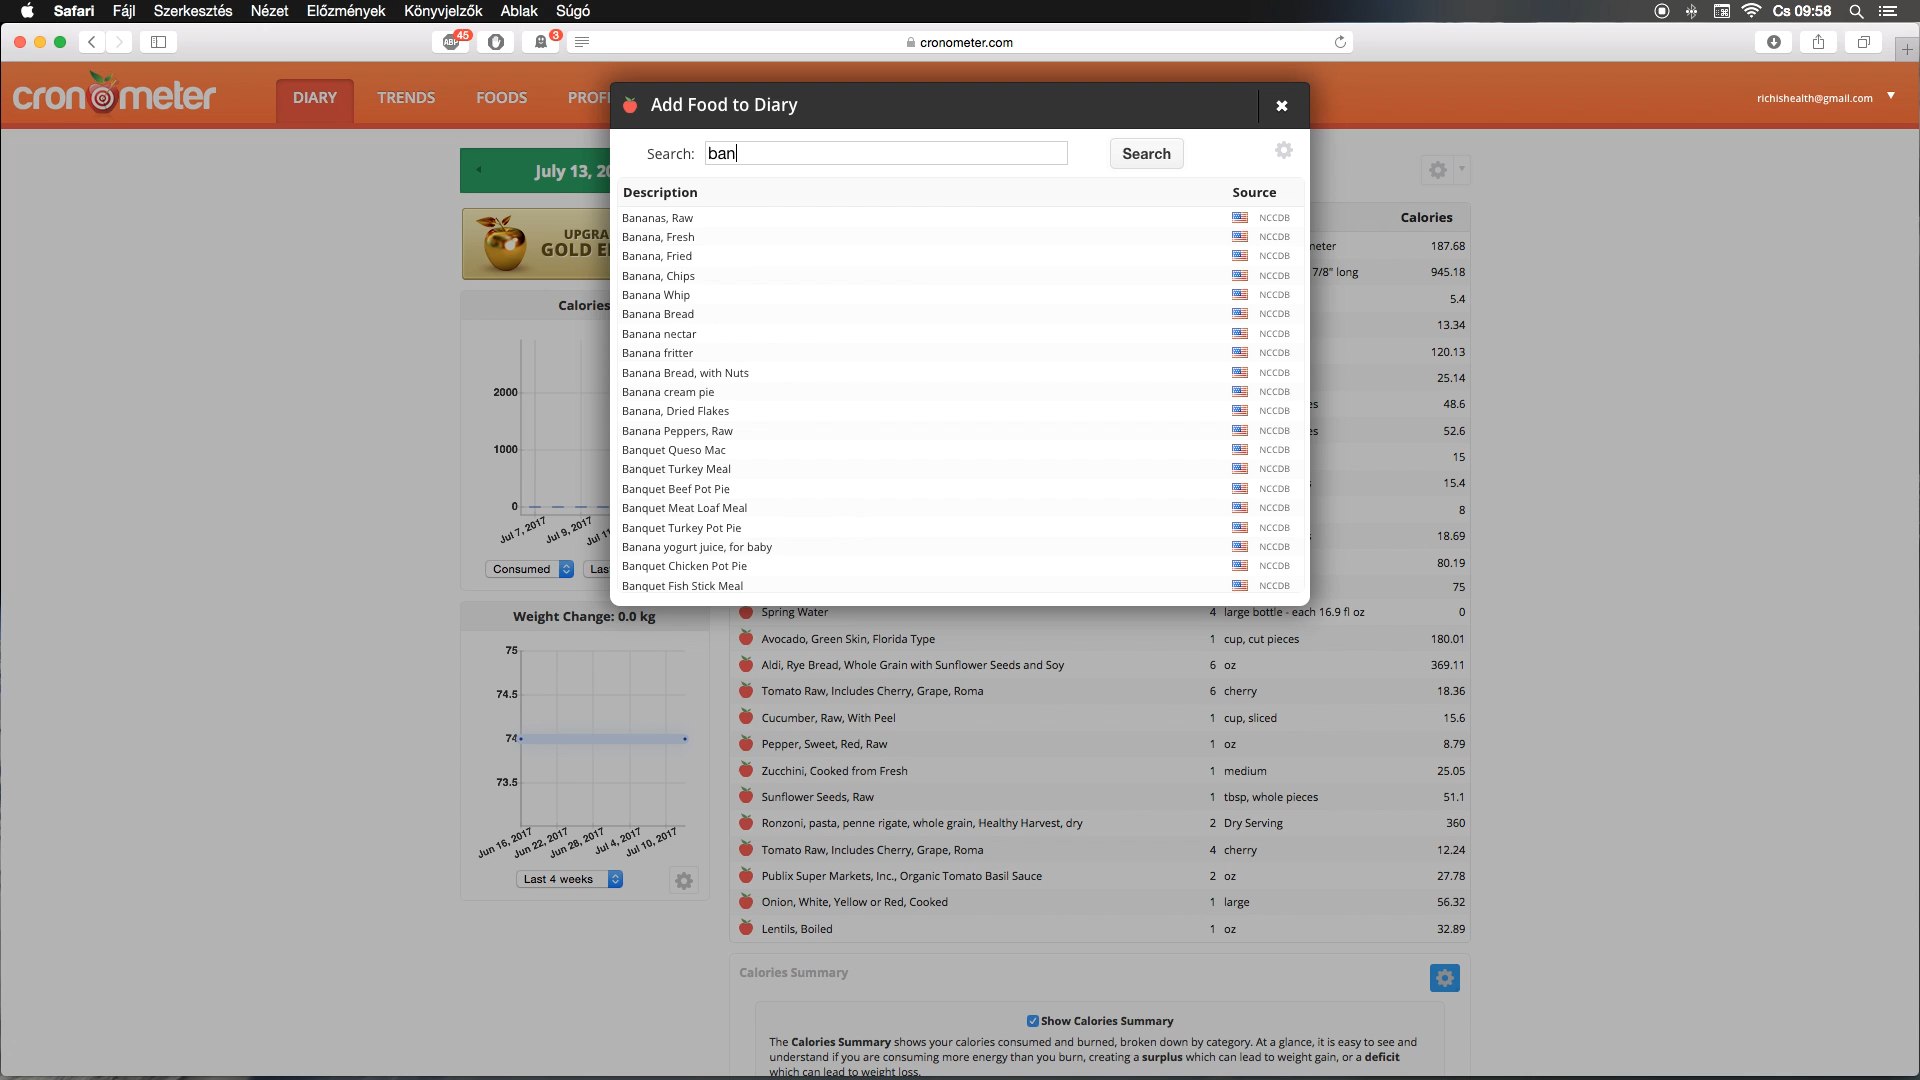 Safari Fájl Szerkesztés Nézet Előzmények Könyvjelzők Ablak Súgó Cs 09:58
ABP 45 3 cronometer.com
cronometer DIARY TRENDS FOODS PROFI richishealth@gmail.com
Add Food to Diary
Search: ban Search
Description Source
Bananas, Raw NCCDB
Banana, Fresh NCCDB
Banana, Fried NCCDB
Banana, Chips NCCDB
Banana Whip NCCDB
Banana Bread NCCDB
Banana nectar NCCDB
Banana fritter NCCDB
Banana Bread, with Nuts NCCDB
Banana cream pie NCCDB
Banana, Dried Flakes NCCDB
Banana Peppers, Raw NCCDB
Banquet Queso Mac NCCDB
Banquet Turkey Meal NCCDB
Banquet Beef Pot Pie NCCDB
Banquet Meat Loaf Meal NCCDB
Banquet Turkey Pot Pie NCCDB
Banana yogurt juice, for baby NCCDB
Banquet Chicken Pot Pie NCCDB
Banquet Fish Stick Meal NCCDB
July 13, 20
UPGRA
GOLD E
Calories
2000
1000
0
Jul 7, 2017 Jul 9, 2017 Jul 11
Consumed Las
Weight Change: 0.0 kg
75
74.5
74
73.5
Jun 16, 2017 Jun 22, 2017 Jun 28, 2017 Jul 4, 2017 Jul 10, 2017
Last 4 weeks
Calories
meter 187.68
7/8" long 945.18
5.4
13.34
120.13
25.14
es 48.6
es 52.6
15
s 15.4
8
s 18.69
80.19
75
Spring Water 4 large bottle - each 16.9 fl oz 0
Avocado, Green Skin, Florida Type 1 cup, cut pieces 180.01
Aldi, Rye Bread, Whole Grain with Sunflower Seeds and Soy 6 oz 369.11
Tomato Raw, Includes Cherry, Grape, Roma 6 cherry 18.36
Cucumber, Raw, With Peel 1 cup, sliced 15.6
Pepper, Sweet, Red, Raw 1 oz 8.79
Zucchini, Cooked from Fresh 1 medium 25.05
Sunflower Seeds, Raw 1 tbsp, whole pieces 51.1
Ronzoni, pasta, penne rigate, whole grain, Healthy Harvest, dry 2 Dry Serving 360
Tomato Raw, Includes Cherry, Grape, Roma 4 cherry 12.24
Publix Super Markets, Inc., Organic Tomato Basil Sauce 2 oz 27.78
Onion, White, Yellow or Red, Cooked 1 large 56.32
Lentils, Boiled 1 oz 32.89
Calories Summary
Show Calories Summary
The Calories Summary shows your calories consumed and burned, broken down by category. At a glance, it is easy to see and
understand if you are consuming more energy than you burn, creating a surplus which can lead to weight gain, or a deficit
which can lead to weight loss.